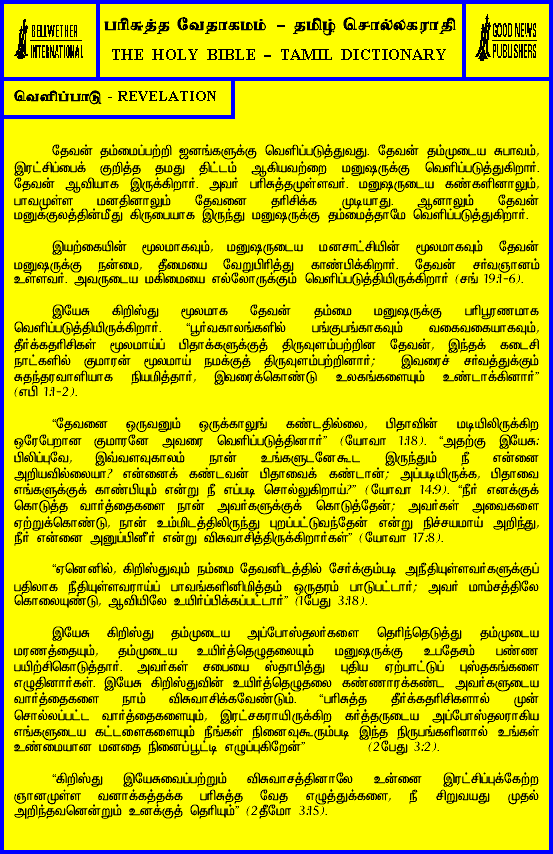 BELLWETHER
INTERNATIONAL
பரிசுத்த வேதாகமம் – தமிழ் சொல்லகராதி
THE HOLY BIBLE – TAMIL DICTIONARY
GOOD NEWS
PUBLISHERS
வெளிப்பாடு - REVELATION
தேவன் தம்மைப்பற்றி ஜனங்களுக்கு வெளிப்படுத்துவது. தேவன் தம்முடைய சுபாவம்,
இரட்சிப்பைக் குறித்த தமது திட்டம் ஆகியவற்றை மனுஷருக்கு வெளிப்படுத்துகிறார்.
தேவன் ஆவியாக இருக்கிறார். அவர் பரிசுத்தமுள்ளவர். மனுஷருடைய கண்களினாலும்,
பாவமுள்ள மனதினாலும் தேவனை தரிசிக்க முடியாது. ஆனாலும் தேவன்
மனுக்குலத்தின்மீது கிருபையாக இருந்து மனுஷருக்கு தம்மைத்தாமே வெளிப்படுத்துகிறார்.
இயற்கையின் மூலமாகவும், மனுஷருடைய மனசாட்சியின் மூலமாகவும் தேவன்
மனுஷருக்கு நன்மை, தீமையை வேறுபிரித்து காண்பிக்கிறார். தேவன் சர்வஞானம்
உள்ளவர். அவருடைய மகிமையை எல்லோருக்கும் வெளிப்படுத்தியிருக்கிறார் (சங் 19:1-6).
இயேசு கிறிஸ்து மூலமாக தேவன் தம்மை மனுஷருக்கு பரிபூரணமாக
வெளிப்படுத்தியிருக்கிறார். “பூர்வகாலங்களில் பங்குபங்காகவும் வகைவகையாகவும்,
தீர்க்கதரிசிகள் மூலமாய்ப் பிதாக்களுக்குத் திருவுளம்பற்றின தேவன், இந்தக் கடைசி
நாட்களில் குமாரன் மூலமாய் நமக்குத் திருவுளம்பற்றினார்; இவரைச் சர்வத்துக்கும்
சுதந்தரவாளியாக நியமித்தார், இவரைக்கொண்டு உலகங்களையும் உண்டாக்கினார்”
(எபி 1:1-2).
“தேவனை ஒருவனும் ஒருக்காலுங் கண்டதில்லை, பிதாவின் மடியிலிருக்கிற
ஒரேபேறான குமாரனே அவரை வெளிப்படுத்தினார்” (யோவா 1:18). “அதற்கு இயேசு:
பிலிப்புவே, இவ்வளவுகாலம் நான் உங்களுடனேகூட இருந்தும் நீ என்னை
அறியவில்லையா? என்னைக் கண்டவன் பிதாவைக் கண்டான்; அப்படியிருக்க, பிதாவை
எங்களுக்குக் காண்பியும் என்று நீ எப்படி சொல்லுகிறாய்?” (யோவா 14:9). “நீர் எனக்குக்
கொடுத்த வார்த்தைகளை நான் அவர்களுக்குக் கொடுத்தேன்; அவர்கள் அவைகளை
ஏற்றுக்கொண்டு, நான் உம்மிடத்திலிருந்து புறப்பட்டுவந்தேன் என்று நிச்சயமாய் அறிந்து,
நீர் என்னை அனுப்பினீர் என்று விசுவாசித்திருக்கிறார்கள்” (யோவா 17:8).
“ஏனெனில், கிறிஸ்துவும் நம்மை தேவனிடத்தில் சேர்க்கும்படி அநீதியுள்ளவர்களுக்குப்
பதிலாக நீதியுள்ளவராய்ப் பாவங்களினிமித்தம் ஒருதரம் பாடுபட்டார்; அவர் மாம்சத்திலே
கொலையுண்டு, ஆவியிலே உயிர்ப்பிக்கப்பட்டார்” (1பேது 3:18).
இயேசு கிறிஸ்து தம்முடைய அப்போஸ்தலர்களை தெரிந்தெடுத்து தம்முடைய
மரணத்தையும், தம்முடைய உயிர்த்தெழுதலையும் மனுஷருக்கு உபதேசம் பண்ண
பயிற்சிகொடுத்தார். அவர்கள் சபையை ஸ்தாபித்து புதிய ஏற்பாட்டுப் புஸ்தகங்களை
எழுதினார்கள். இயேசு கிறிஸ்துவின் உயிர்த்தெழுதலை கண்ணாரக்கண்ட அவர்களுடைய
வார்த்தைகளை நாம் விசுவாசிக்கவேண்டும். “பரிசுத்த தீர்க்கதரிசிகளால் முன்
சொல்லப்பட்ட வார்த்தைகளையும், இரட்சகராயிருக்கிற கர்த்தருடைய அப்போஸ்தலராகிய
எங்களுடைய கட்டளைகளையும் நீங்கள் நினைவுகூரும்படி இந்த நிருபங்களினால் உங்கள்
உண்மையான மனதை நினைப்பூட்டி எழுப்புகிறேன்” (2பேது 3:2).
“கிறிஸ்து இயேசுவைப்பற்றும் விசுவாசத்தினாலே உன்னை இரட்சிப்புக்கேற்ற
ஞானமுள்ள வனாக்கத்தக்க பரிசுத்த வேத எழுத்துக்களை, நீ சிறுவயது முதல்
அறிந்தவனென்றும் உனக்குத் தெரியும்” (2தீமோ 3:15).